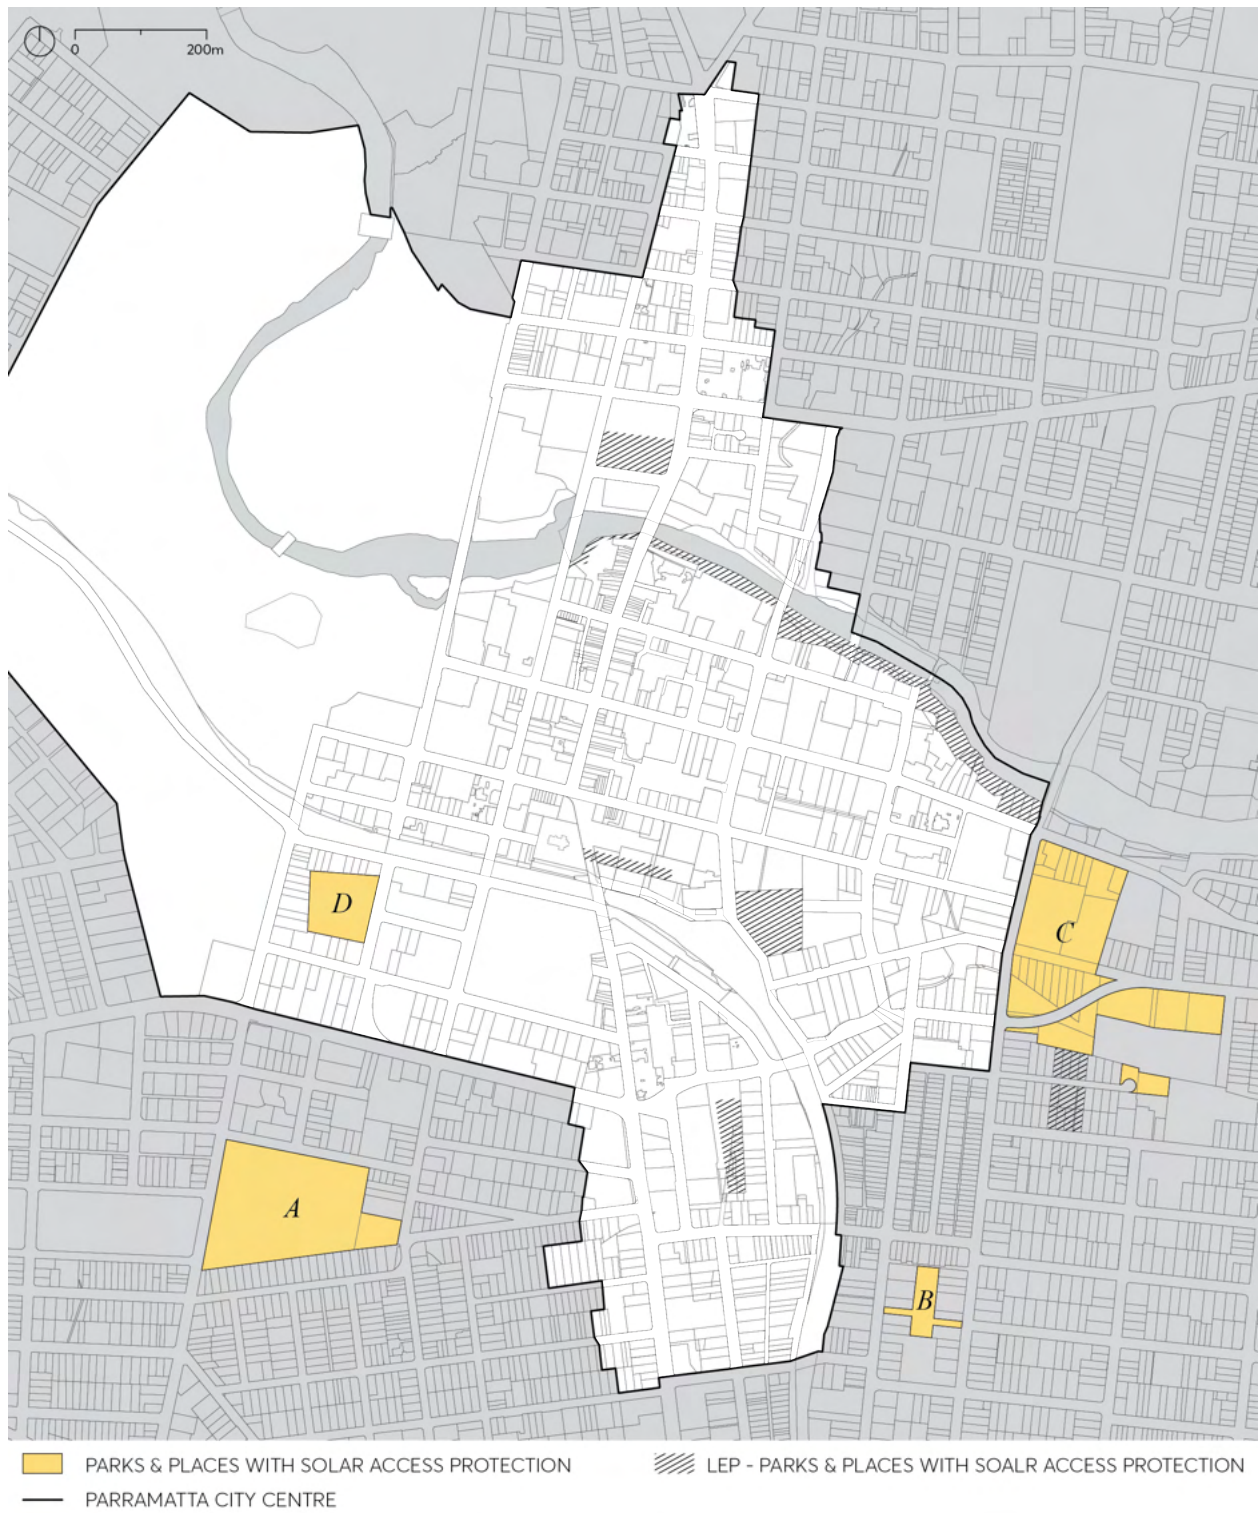 0 200m
D
C
A
B
PARKS & PLACES WITH SOLAR ACCESS PROTECTION
LEP - PARKS & PLACES WITH SOALR ACCESS PROTECTION
PARRAMATTA CITY CENTRE